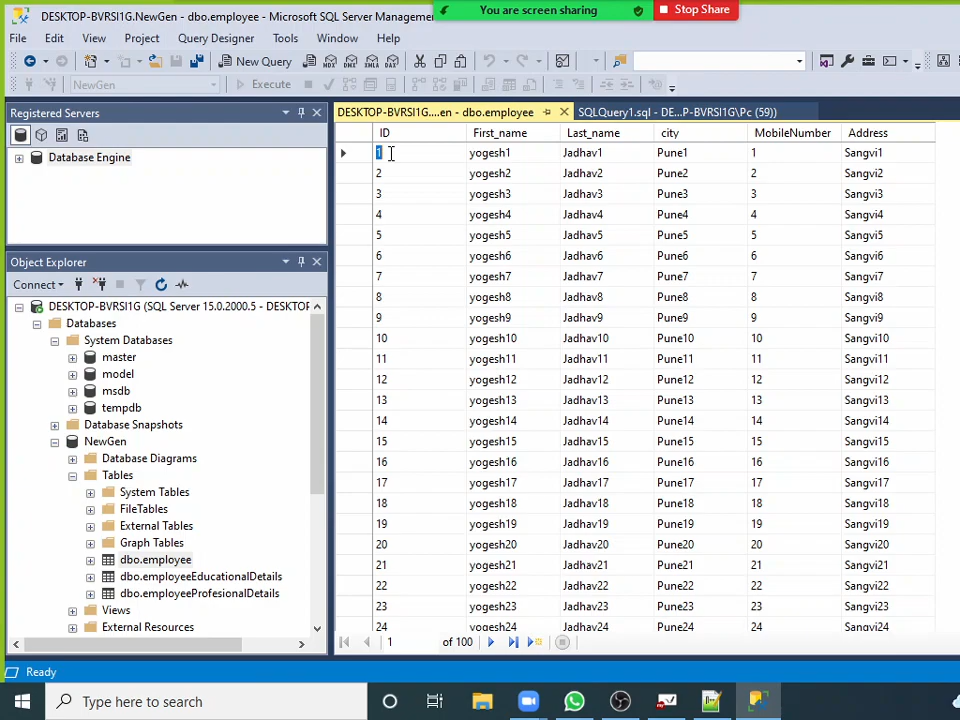 DESKTOP-BVRSI1G.NewGen - dbo.employee - Microsoft SQL Server Manageme
You are screen sharing
Stop Share
File Edit View Project Query Designer Tools Window Help
New Query
MDX DMX XMLA DAX
NewGen Execute
Registered Servers
DESKTOP-BVRSI1G....en - dbo.employee
SQLQuery1.sql - DE...P-BVRSI1G\Pc (59))
Database Engine
Object Explorer
Connect
DESKTOP-BVRSI1G (SQL Server 15.0.2000.5 - DESKTOP
Databases
System Databases
master
model
msdb
tempdb
Database Snapshots
NewGen
Database Diagrams
Tables
System Tables
FileTables
External Tables
Graph Tables
dbo.employee
dbo.employeeEducationalDetails
dbo.employeeProfesionalDetails
Views
External Resources
ID First_name Last_name city MobileNumber Address
1 yogesh1 Jadhav1 Pune1 1 Sangvi1
2 yogesh2 Jadhav2 Pune2 2 Sangvi2
3 yogesh3 Jadhav3 Pune3 3 Sangvi3
4 yogesh4 Jadhav4 Pune4 4 Sangvi4
5 yogesh5 Jadhav5 Pune5 5 Sangvi5
6 yogesh6 Jadhav6 Pune6 6 Sangvi6
7 yogesh7 Jadhav7 Pune7 7 Sangvi7
8 yogesh8 Jadhav8 Pune8 8 Sangvi8
9 yogesh9 Jadhav9 Pune9 9 Sangvi9
10 yogesh10 Jadhav10 Pune10 10 Sangvi10
11 yogesh11 Jadhav11 Pune11 11 Sangvi11
12 yogesh12 Jadhav12 Pune12 12 Sangvi12
13 yogesh13 Jadhav13 Pune13 13 Sangvi13
14 yogesh14 Jadhav14 Pune14 14 Sangvi14
15 yogesh15 Jadhav15 Pune15 15 Sangvi15
16 yogesh16 Jadhav16 Pune16 16 Sangvi16
17 yogesh17 Jadhav17 Pune17 17 Sangvi17
18 yogesh18 Jadhav18 Pune18 18 Sangvi18
19 yogesh19 Jadhav19 Pune19 19 Sangvi19
20 yogesh20 Jadhav20 Pune20 20 Sangvi20
21 yogesh21 Jadhav21 Pune21 21 Sangvi21
22 yogesh22 Jadhav22 Pune22 22 Sangvi22
23 yogesh23 Jadhav23 Pune23 23 Sangvi23
24 yogesh24 Jadhav24 Pune24 24 Sangvi24
1 of 100
Ready
Type here to search